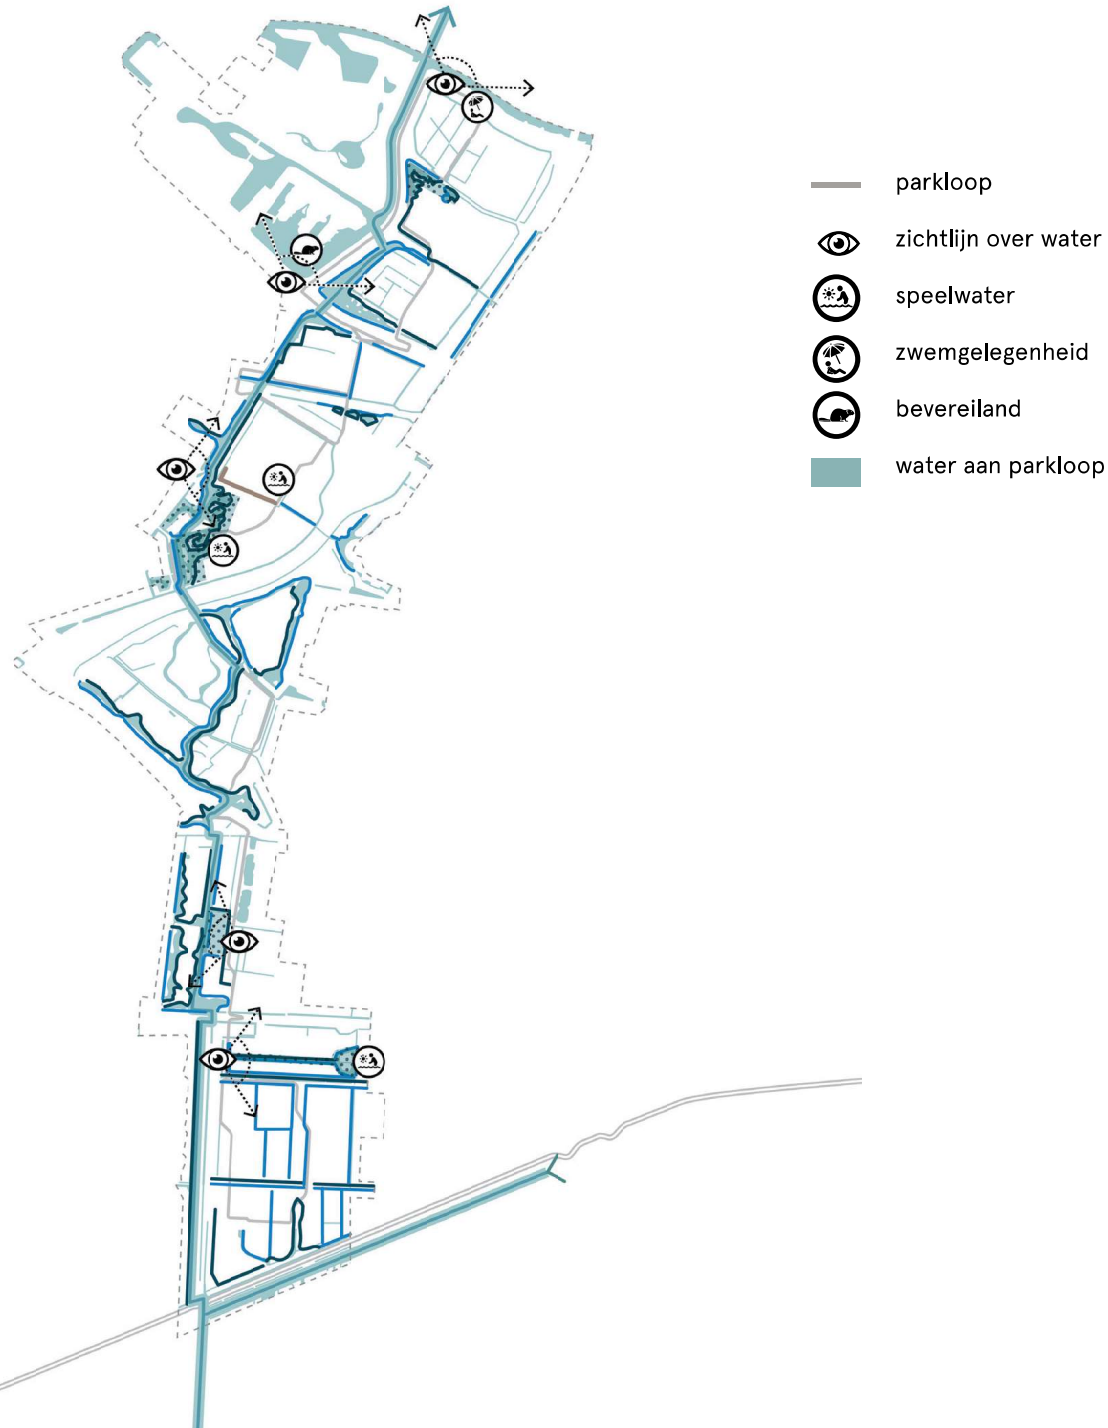 parkloop
zichtlijn over water
speelwater
zwemgelegenheid
bevereiland
water aan parkloop